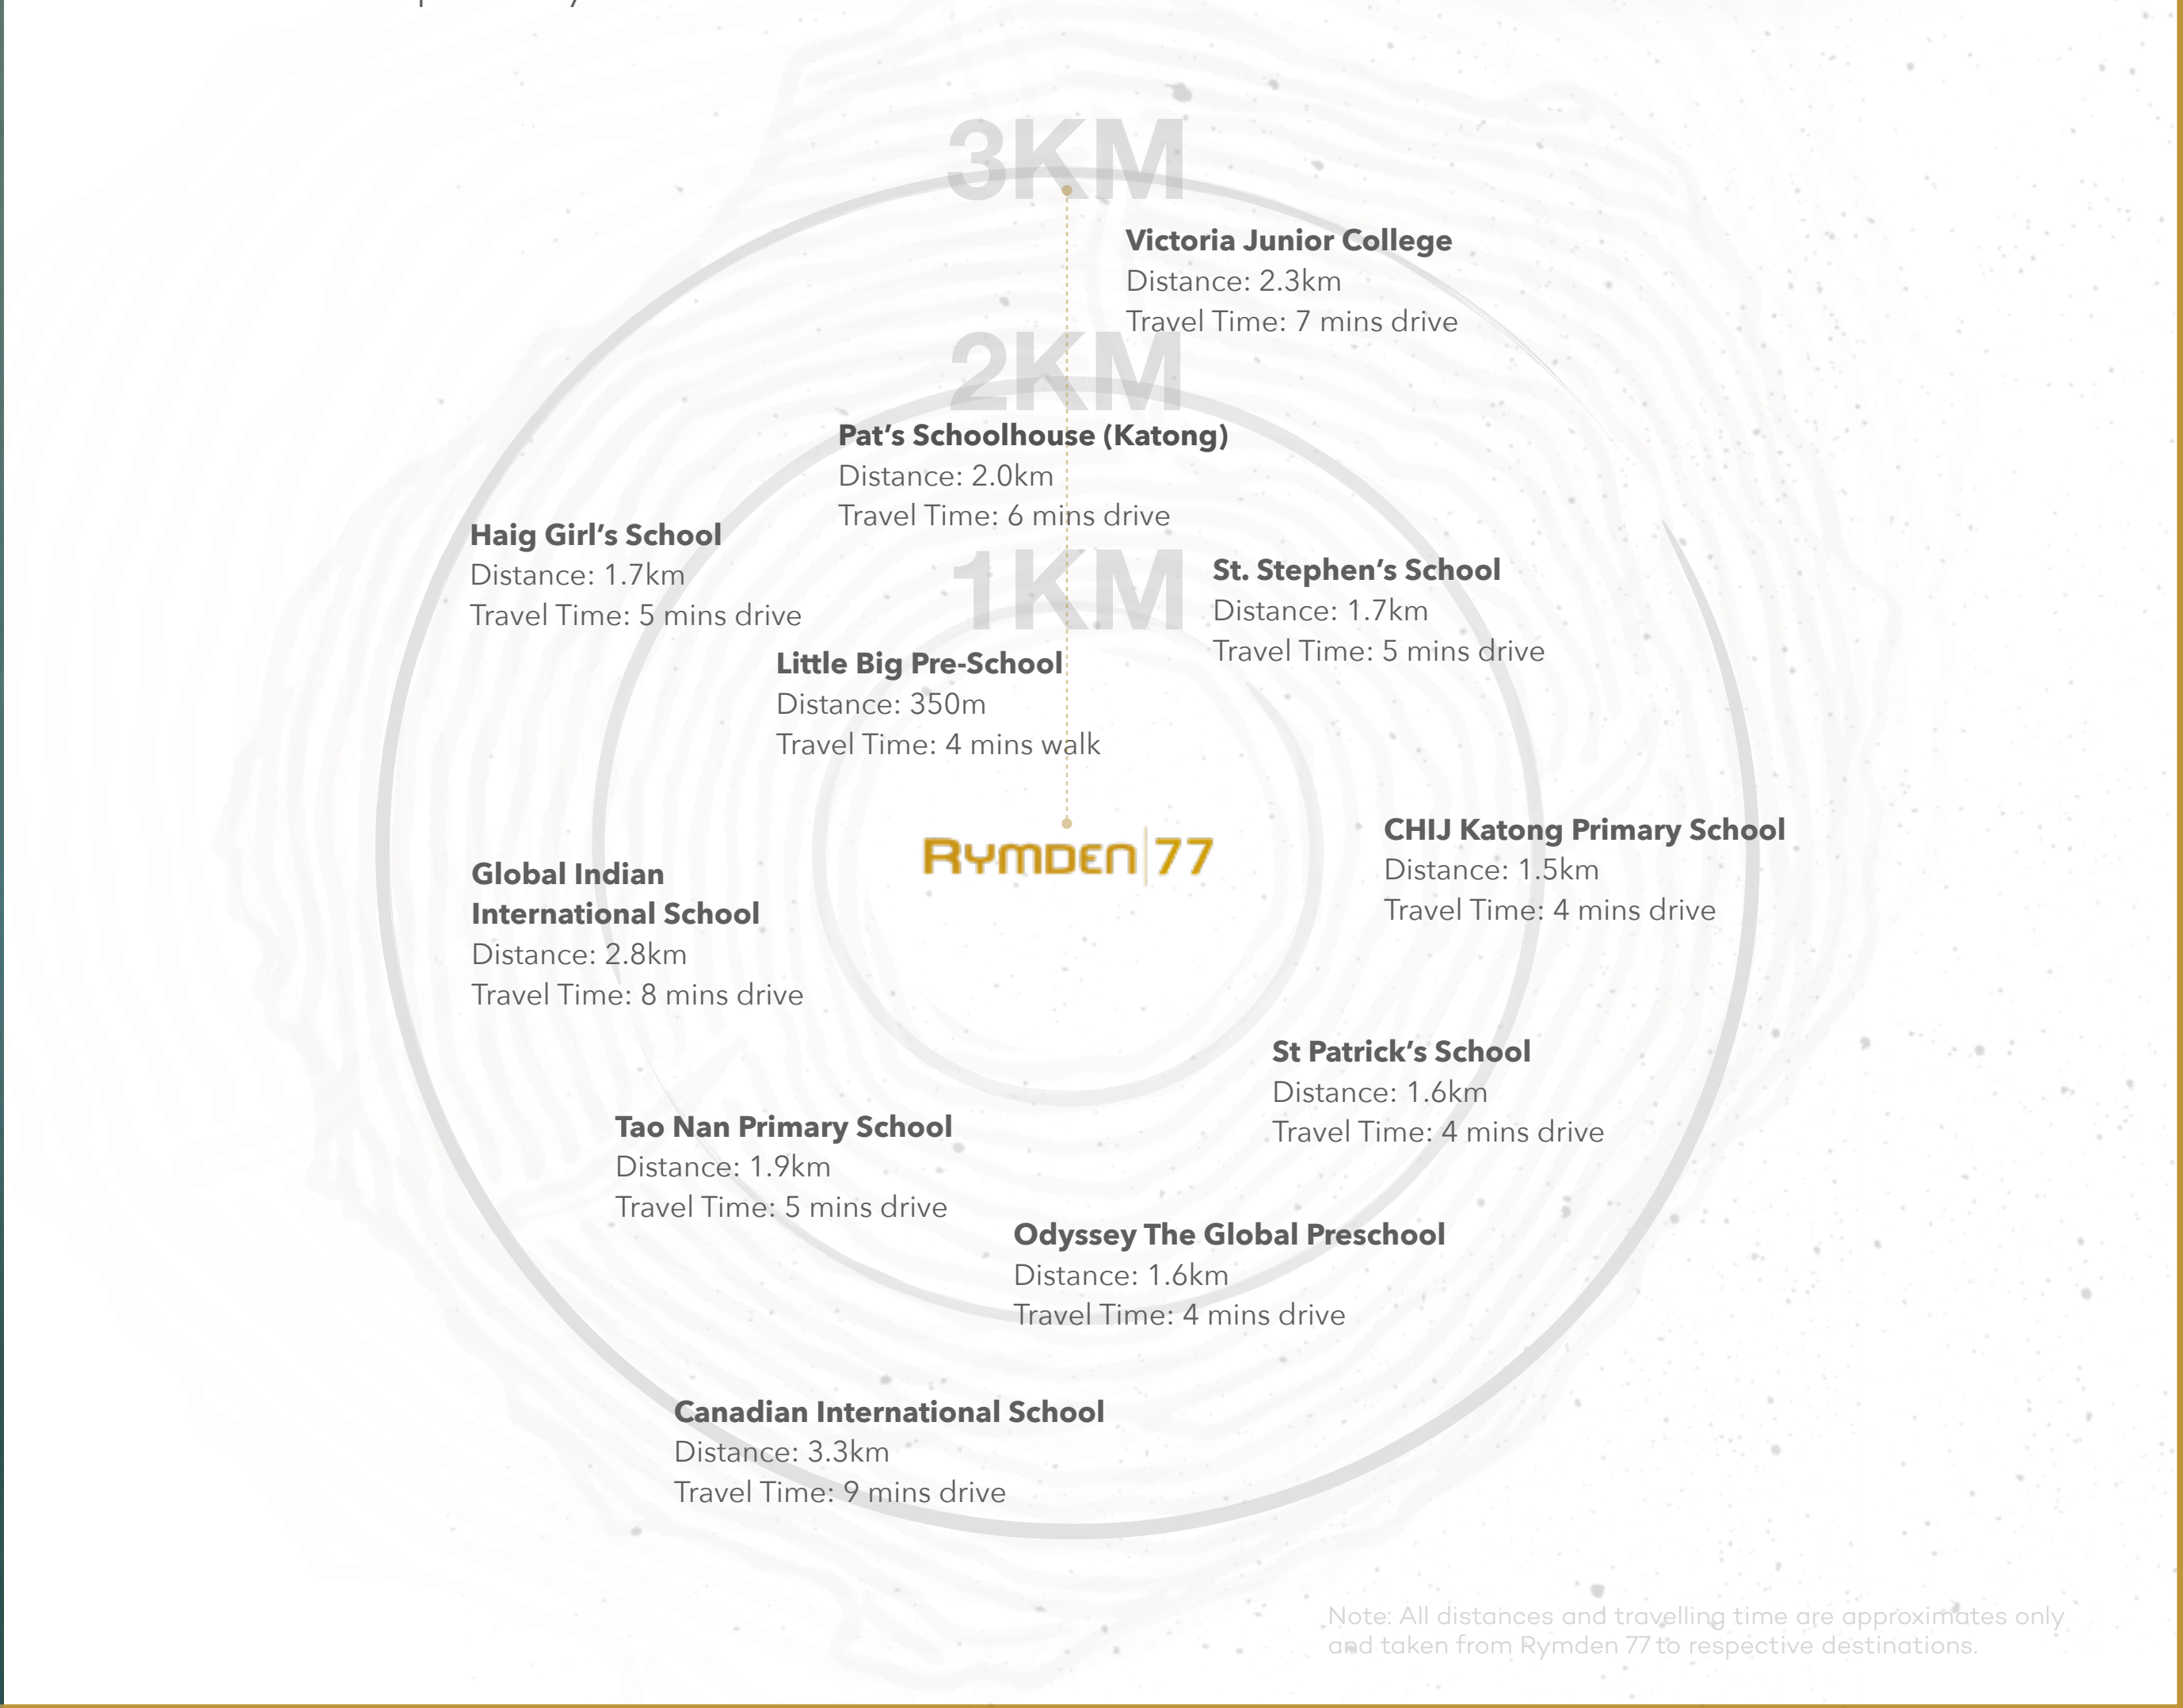 3KM
Victoria Junior College
Distance: 2.3km
Travel Time: 7 mins drive
2KM
Pat’s Schoolhouse (Katong)
Distance: 2.0km
Travel Time: 6 mins drive
Haig Girl’s School
Distance: 1.7km
Travel Time: 5 mins drive
1KM
St. Stephen’s School
Distance: 1.7km
Travel Time: 5 mins drive
Little Big Pre-School
Distance: 350m
Travel Time: 4 mins walk
RYMDEN 77
CHIJ Katong Primary School
Distance: 1.5km
Travel Time: 4 mins drive
Global Indian
International School
Distance: 2.8km
Travel Time: 8 mins drive
St Patrick’s School
Distance: 1.6km
Travel Time: 4 mins drive
Tao Nan Primary School
Distance: 1.9km
Travel Time: 5 mins drive
Odyssey The Global Preschool
Distance: 1.6km
Travel Time: 4 mins drive
Canadian International School
Distance: 3.3km
Travel Time: 9 mins drive
Note: All distances and travelling time are approximates only
and taken from Rymden 77 to respective destinations.